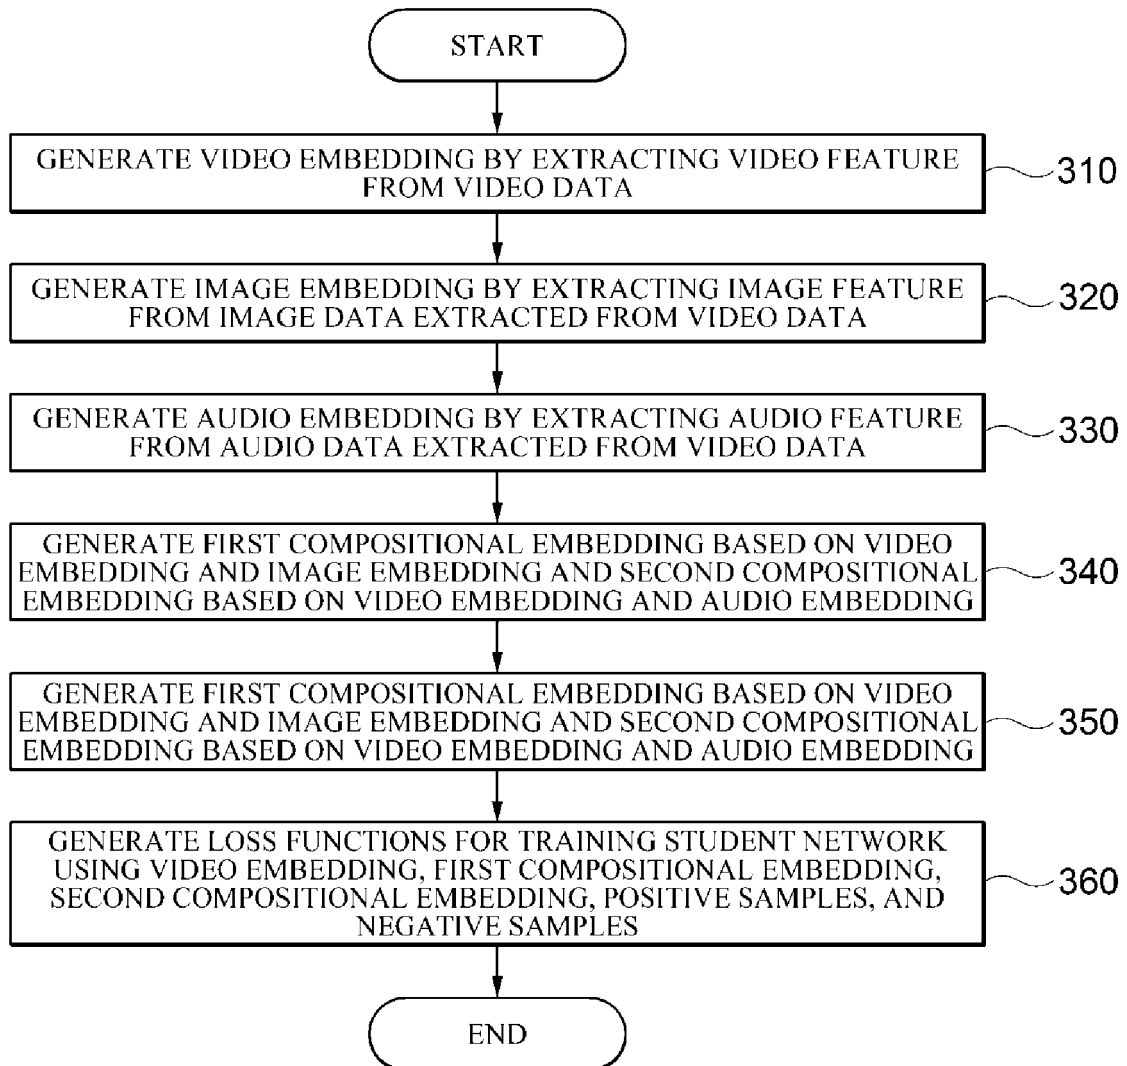 START
GENERATE VIDEO EMBEDDING BY EXTRACTING VIDEO FEATURE
FROM VIDEO DATA
310
GENERATE IMAGE EMBEDDING BY EXTRACTING IMAGE FEATURE
FROM IMAGE DATA EXTRACTED FROM VIDEO DATA
320
GENERATE AUDIO EMBEDDING BY EXTRACTING AUDIO FEATURE
FROM AUDIO DATA EXTRACTED FROM VIDEO DATA
330
GENERATE FIRST COMPOSITIONAL EMBEDDING BASED ON VIDEO
EMBEDDING AND IMAGE EMBEDDING AND SECOND COMPOSITIONAL
EMBEDDING BASED ON VIDEO EMBEDDING AND AUDIO EMBEDDING
340
GENERATE FIRST COMPOSITIONAL EMBEDDING BASED ON VIDEO
EMBEDDING AND IMAGE EMBEDDING AND SECOND COMPOSITIONAL
EMBEDDING BASED ON VIDEO EMBEDDING AND AUDIO EMBEDDING
350
GENERATE LOSS FUNCTIONS FOR TRAINING STUDENT NETWORK
USING VIDEO EMBEDDING, FIRST COMPOSITIONAL EMBEDDING,
SECOND COMPOSITIONAL EMBEDDING, POSITIVE SAMPLES, AND
NEGATIVE SAMPLES
360
END